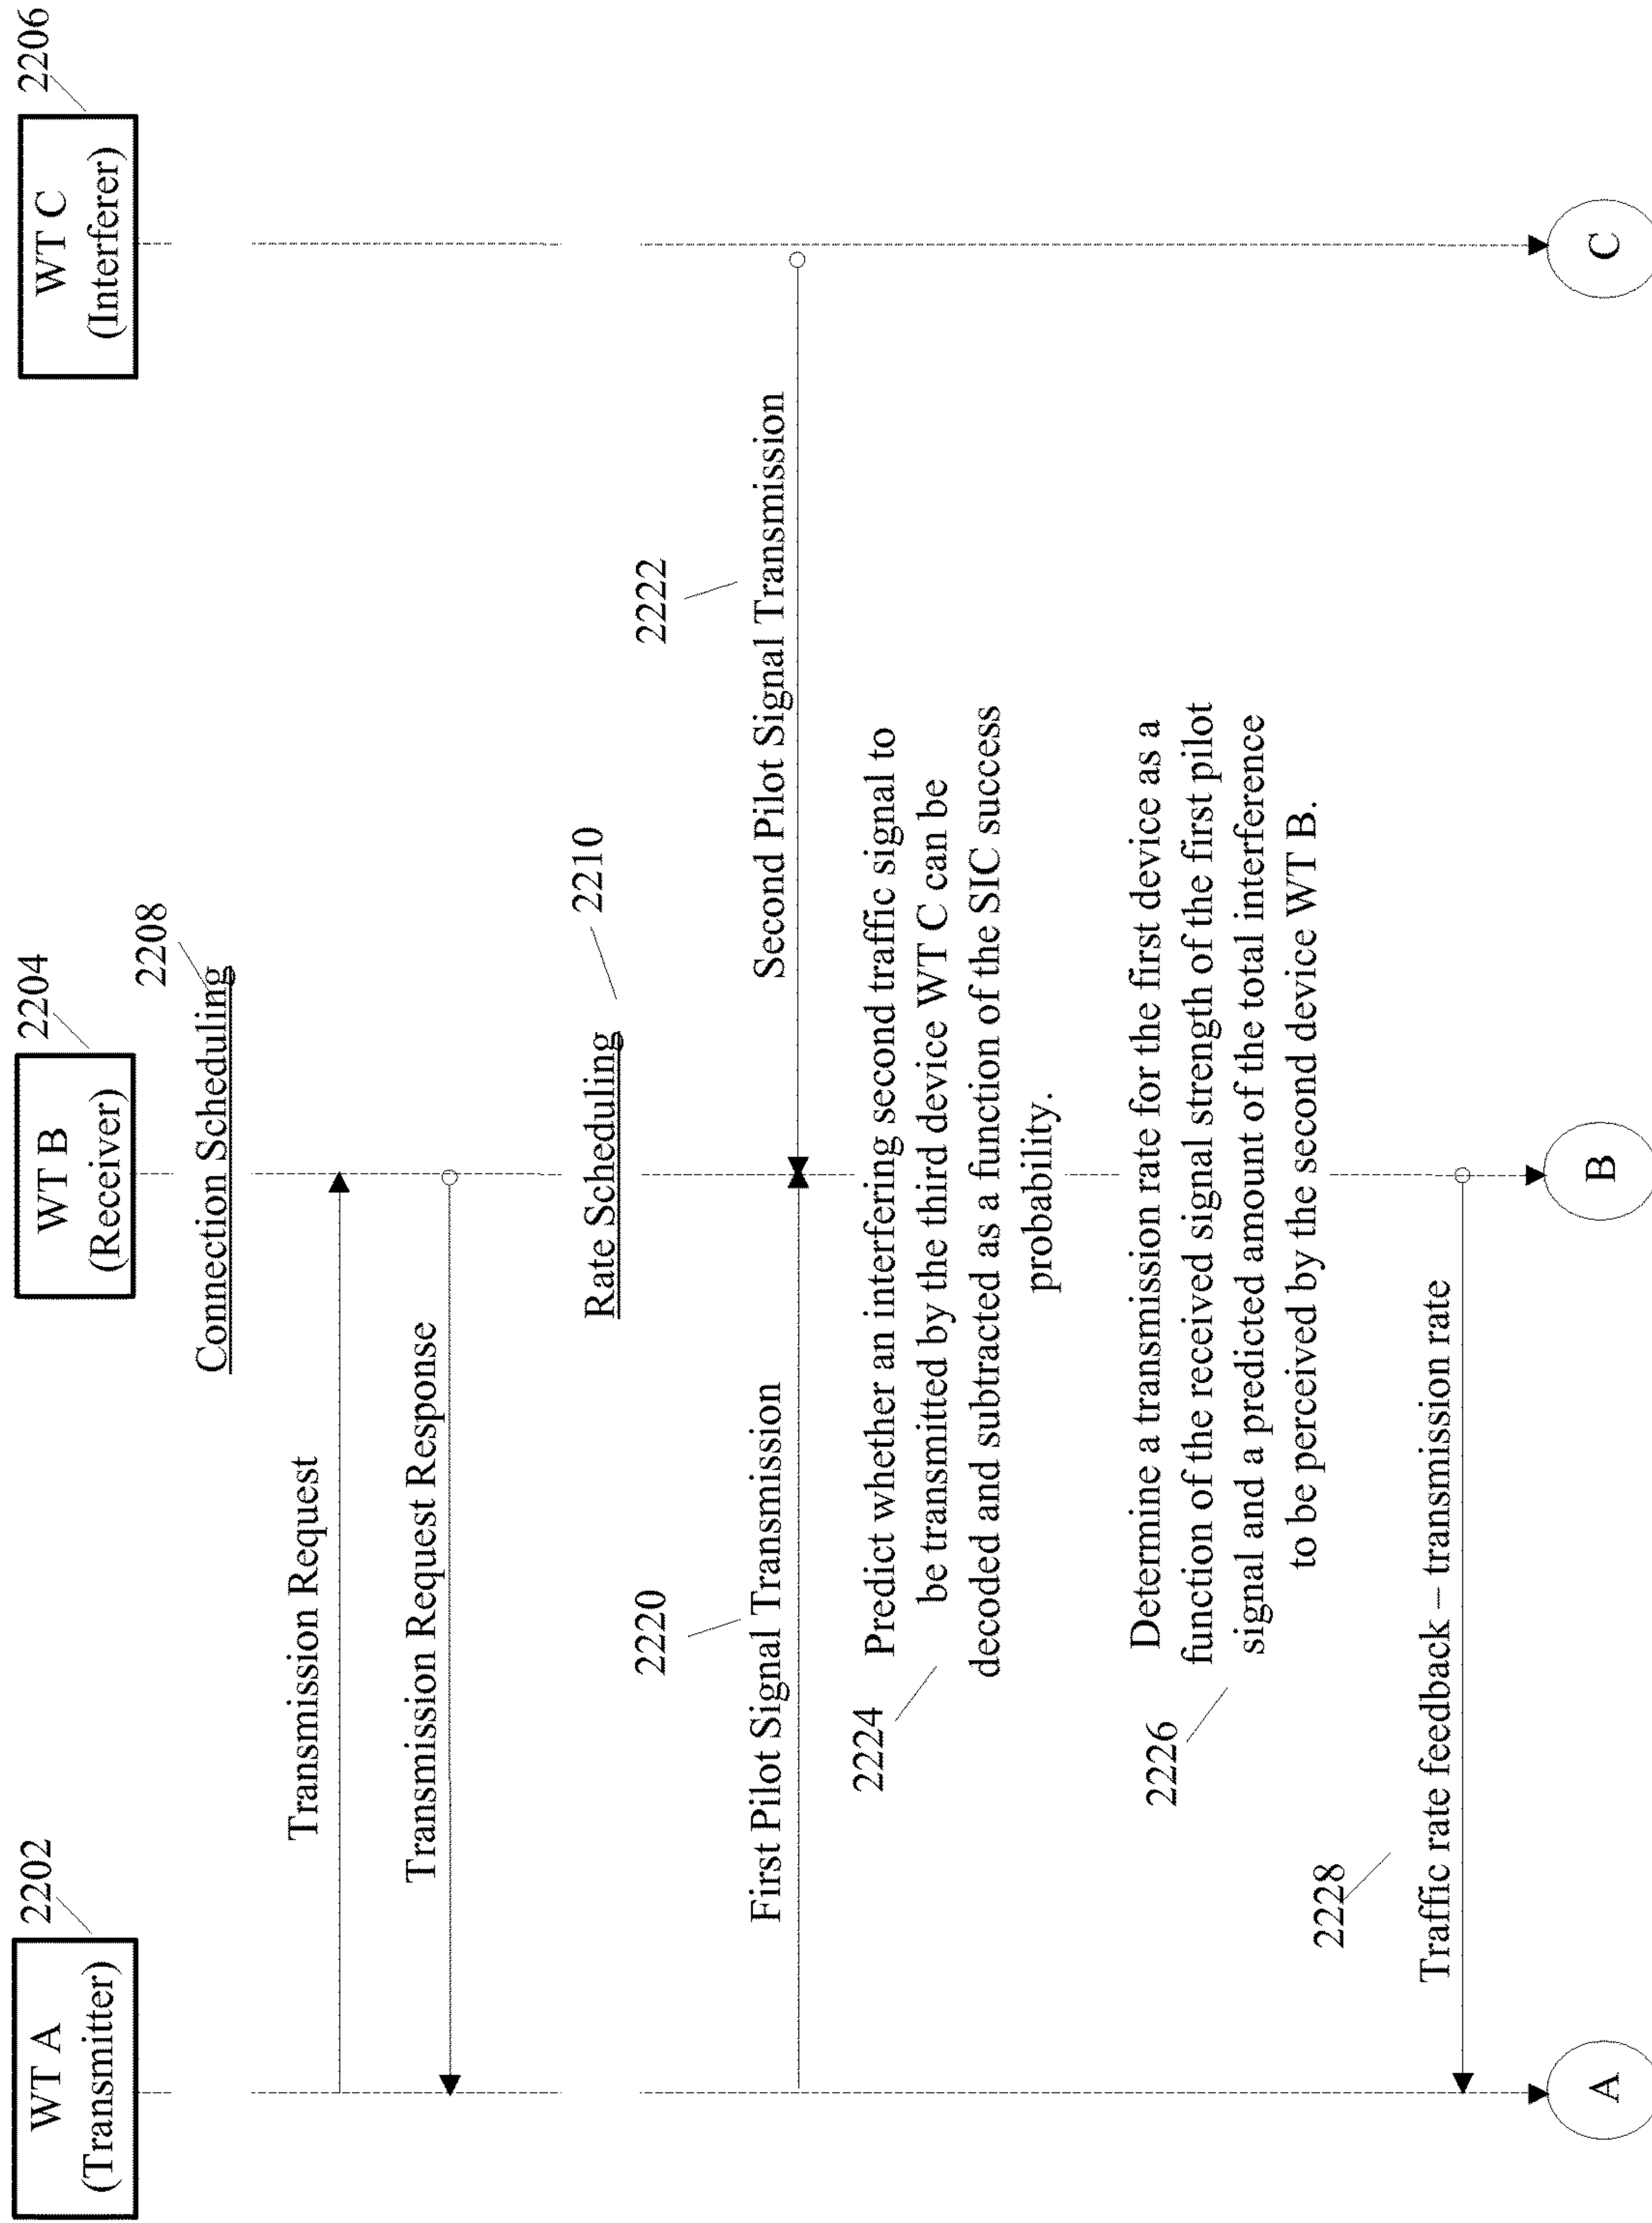 WT A
(Transmitter)
2202
WT B
(Receiver)
2204
WT C
(Interferer)
2206
Connection Scheduling
2208
Transmission Request
Transmission Request Response
Rate Scheduling
2210
2220
First Pilot Signal Transmission
2222
Second Pilot Signal Transmission
2224
Predict whether an interfering second traffic signal to
be transmitted by the third device WT C can be
decoded and subtracted as a function of the SIC success
probability.
2226
Determine a transmission rate for the first device as a
function of the received signal strength of the first pilot
signal and a predicted amount of the total interference
to be perceived by the second device WT B.
2228
Traffic rate feedback – transmission rate
A
B
C